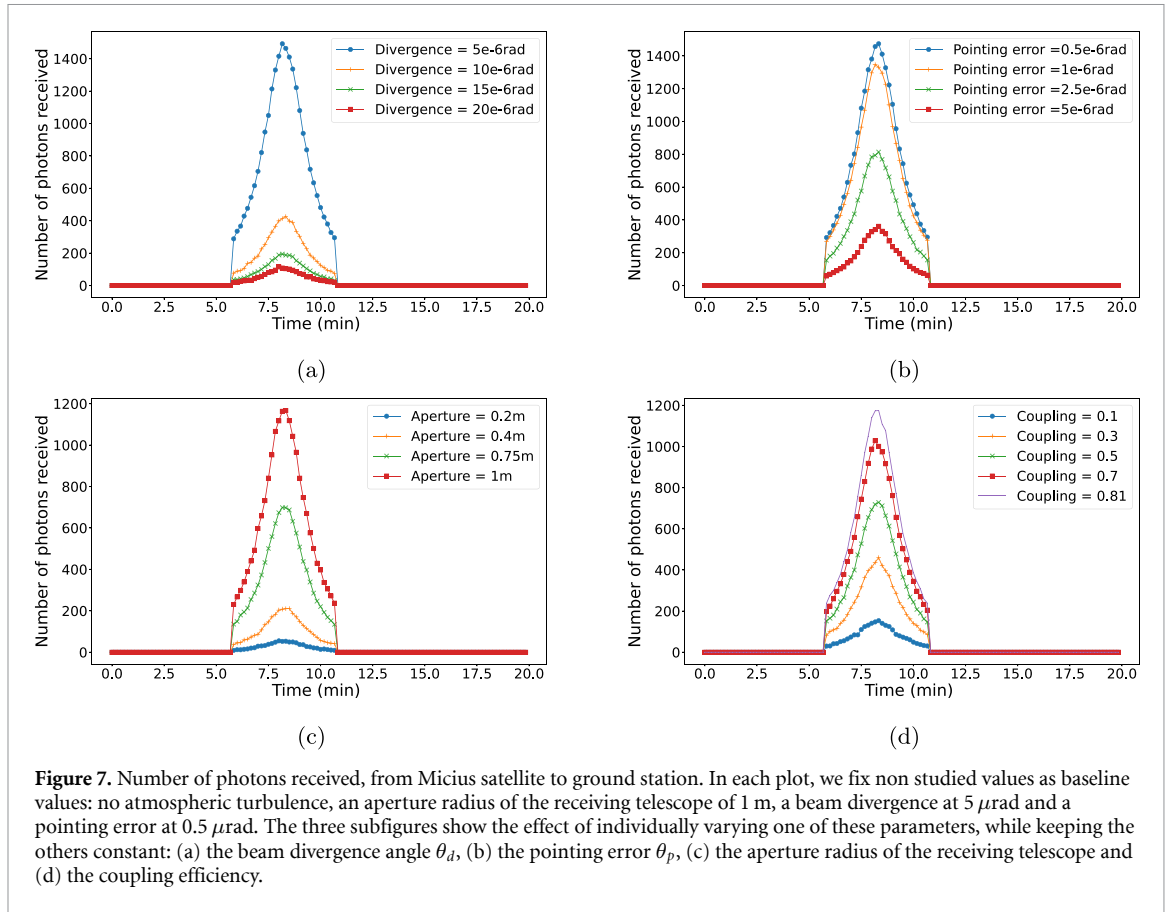 Number of photons received
1400
1200
1000
800
600
400
200
0
Divergence = 5e-6rad
Divergence = 10e-6rad
Divergence = 15e-6rad
Divergence = 20e-6rad
0.0 2.5 5.0 7.5 10.0 12.5 15.0 17.5 20.0
Time (min)
(a)
Number of photons received
1400
1200
1000
800
600
400
200
0
Pointing error =0.5e-6rad
Pointing error =1e-6rad
Pointing error =2.5e-6rad
Pointing error =5e-6rad
0.0 2.5 5.0 7.5 10.0 12.5 15.0 17.5 20.0
Time (min)
(b)
Number of photons received
1200
1000
800
600
400
200
0
Aperture = 0.2m
Aperture = 0.4m
Aperture = 0.75m
Aperture = 1m
0.0 2.5 5.0 7.5 10.0 12.5 15.0 17.5 20.0
Time (min)
(c)
Number of photons received
1200
1000
800
600
400
200
0
Coupling = 0.1
Coupling = 0.3
Coupling = 0.5
Coupling = 0.7
Coupling = 0.81
0.0 2.5 5.0 7.5 10.0 12.5 15.0 17.5 20.0
Time (min)
(d)
Figure 7. Number of photons received, from Micius satellite to ground station. In each plot, we fix non studied values as baseline
values: no atmospheric turbulence, an aperture radius of the receiving telescope of 1 m, a beam divergence at 5 μrad and a
pointing error at 0.5 μrad. The three subfigures show the effect of individually varying one of these parameters, while keeping the
others constant: (a) the beam divergence angle θd, (b) the pointing error θp, (c) the aperture radius of the receiving telescope and
(d) the coupling efficiency.